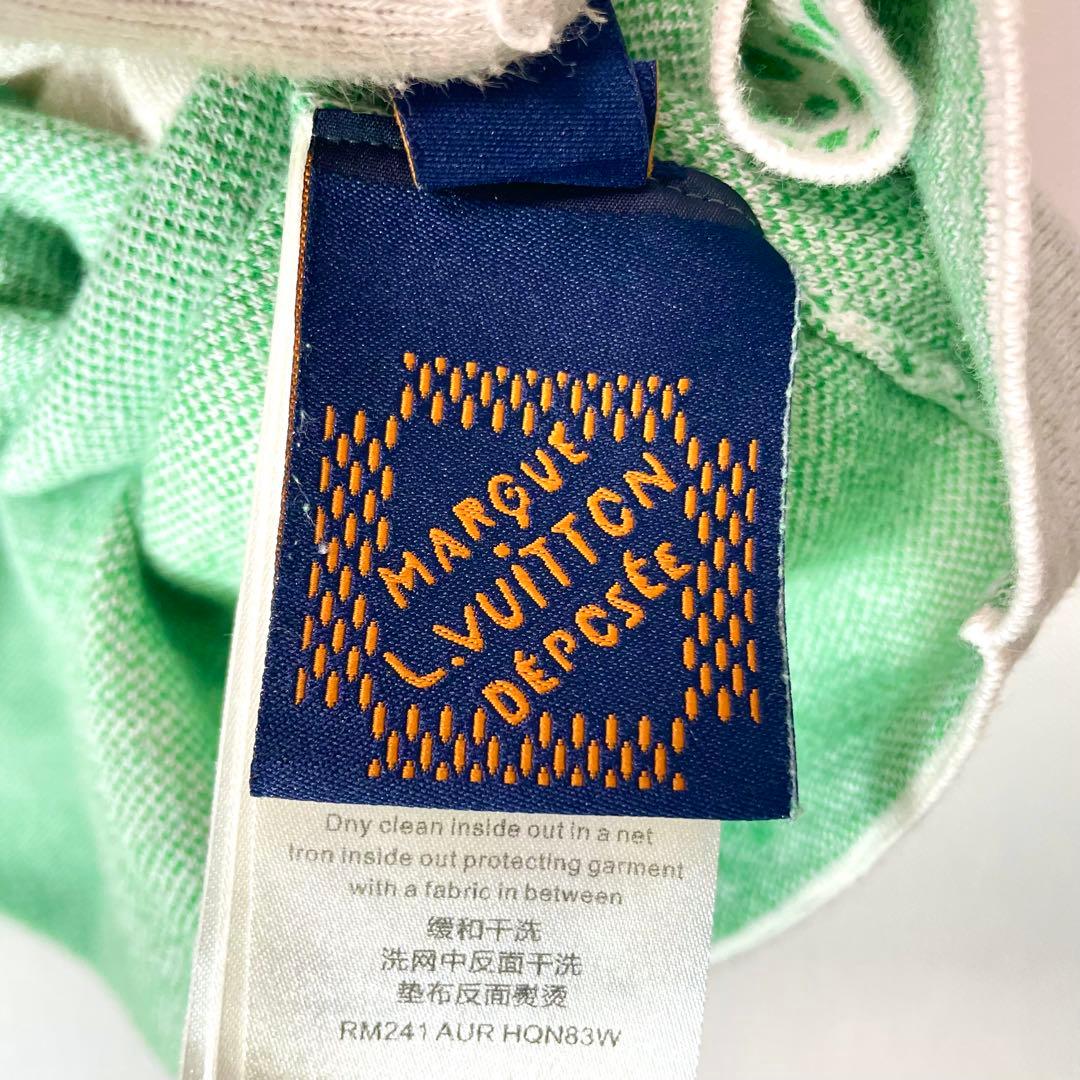 MARQUE
L.VUITTON
DÉPOSÉE
Dny clean inside out in a net
Iron inside out protecting garment
with a fabric in between
缓和干洗
洗网中反面干洗
垫布反面熨烫
RM241 AUR HQN83W